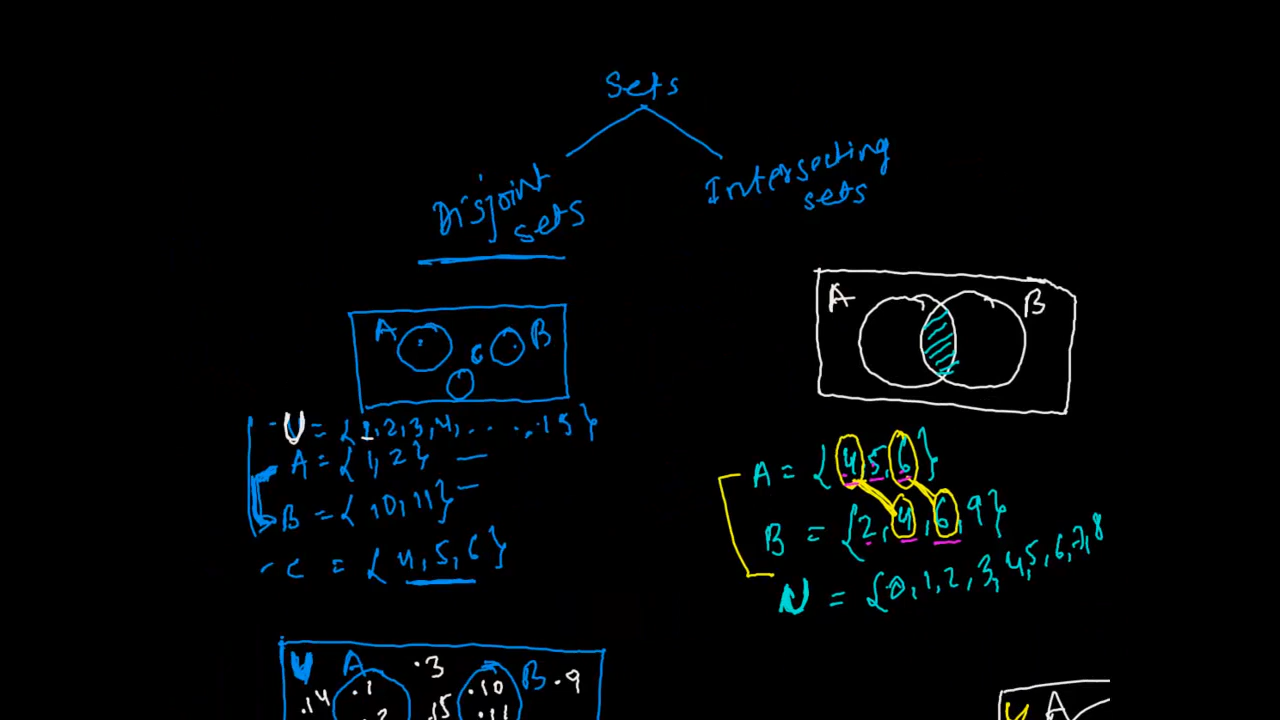 Sets
Disjoint
sets
Intersecting
sets
A
B
C
U = {1, 2, 3, 4, . . . . . 15}
A = {1, 2}
B = {10, 11}
C = {4, 5, 6}
A
B
A = {4, 5, 6}
B = {2, 4, 6, 9}
U = {0, 1, 2, 3, 4, 5, 6, 7, 8
U A .3 B .9
.14 .1 .15 .10
.2 .11
U A